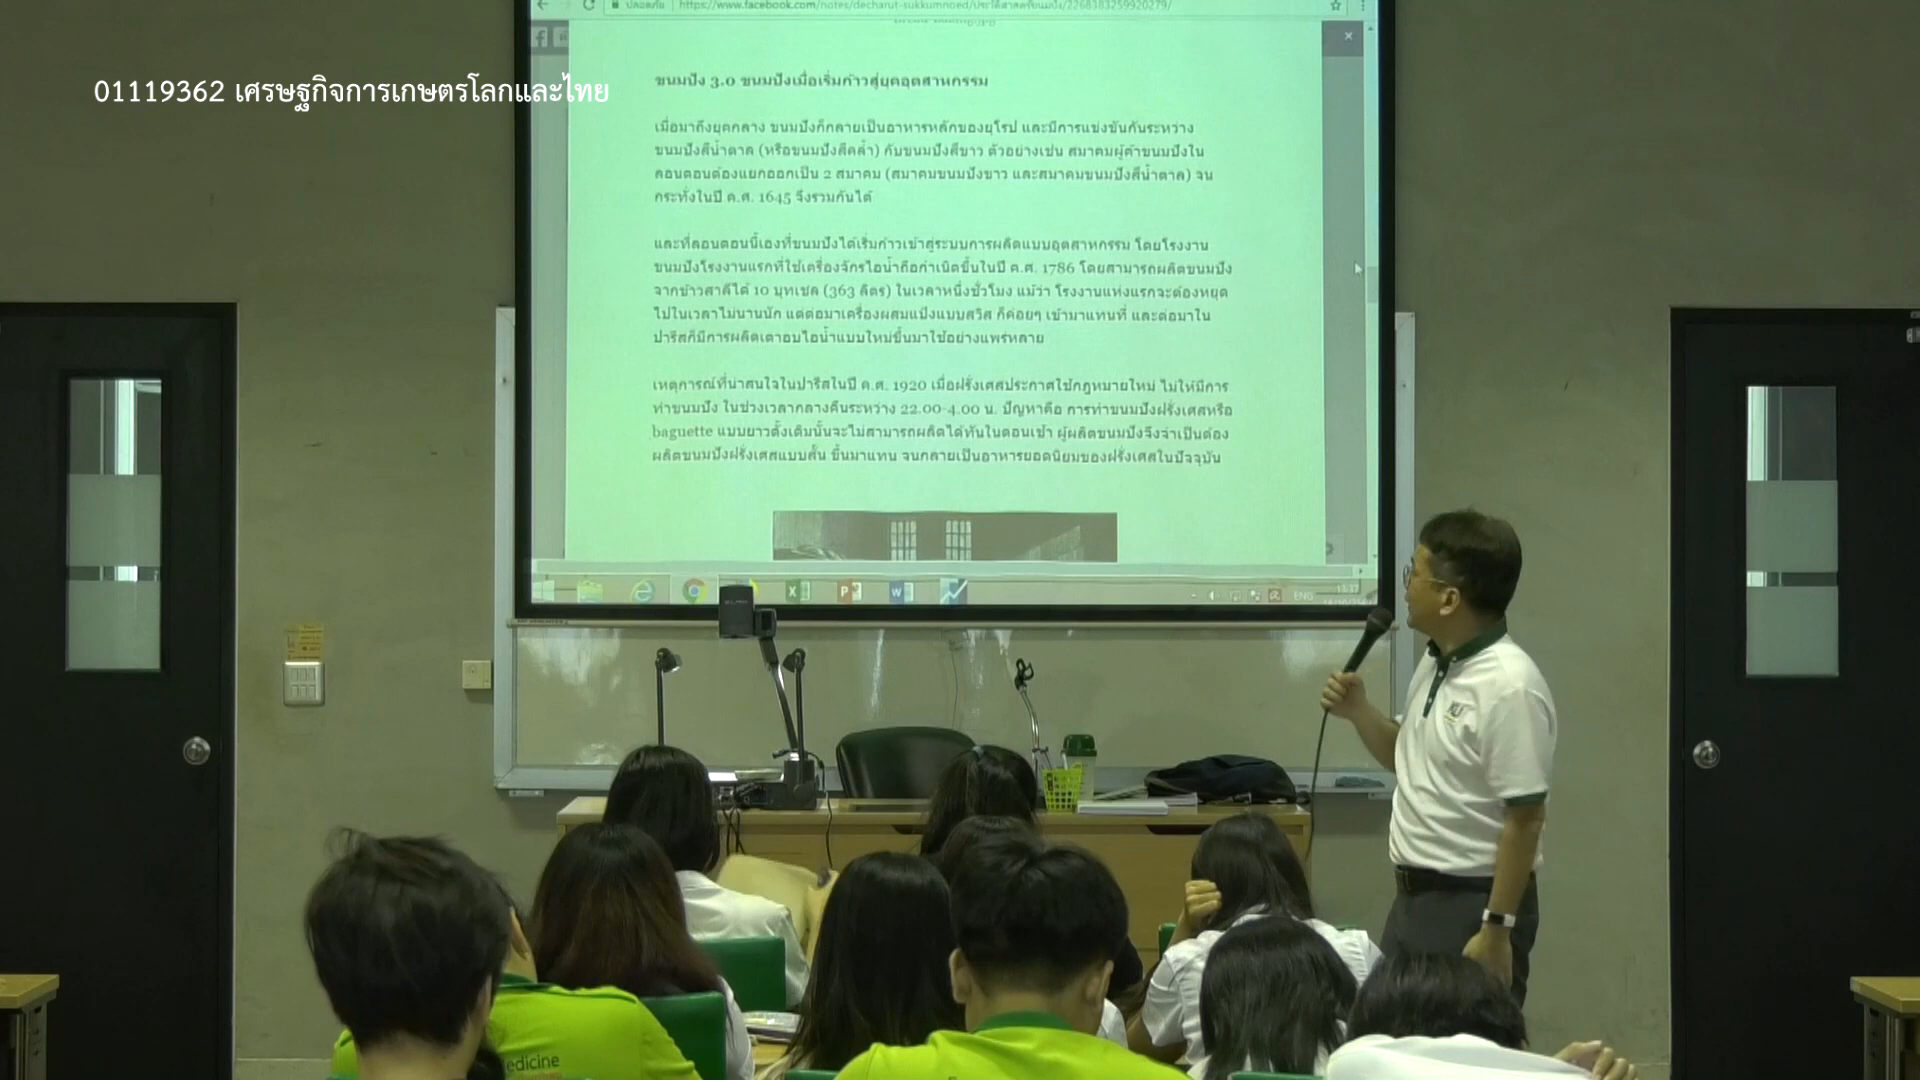 ปลอดภัย | https://www.facebook.com/notes/decharut-sukkumnoed/ประวัติศาสตร์ขนมปัง/2268383259920279/
01119362 เศรษฐกิจการเกษตรโลกและไทย
ขนมปัง 3.0 ขนมปังเมื่อเริ่มก้าวสู่ยุคอุตสาหกรรม
เมื่อมาถึงยุคกลาง ขนมปังก็กลายเป็นอาหารหลักของยุโรป และมีการแข่งขันกันระหว่าง
ขนมปังสีน้ำตาล (หรือขนมปังสีคล้ำ) กับขนมปังสีขาว ตัวอย่างเช่น สมาคมผู้ค้าขนมปังใน
ลอนดอนต้องแยกออกเป็น 2 สมาคม (สมาคมขนมปังขาว และสมาคมขนมปังสีน้ำตาล) จน
กระทั่งในปี ค.ศ. 1645 จึงรวมกันได้
และที่ลอนดอนนี้เองที่ขนมปังได้เริ่มก้าวเข้าสู่ระบบการผลิตแบบอุตสาหกรรม โดยโรงงาน
ขนมปังโรงงานแรกที่ใช้เครื่องจักรไอน้ำถือกำเนิดขึ้นในปี ค.ศ. 1786 โดยสามารถผลิตขนมปัง
จากข้าวสาลีได้ 10 บุทเชล (363 ลิตร) ในเวลาหนึ่งชั่วโมง แม้ว่า โรงงานแห่งแรกจะต้องหยุด
ไปในเวลาไม่นานนัก แต่ต่อมาเครื่องผสมแป้งแบบสวิส ก็ค่อยๆ เข้ามาแทนที่ และต่อมาใน
ปารีสก็มีการผลิตเตาอบไอน้ำแบบใหม่ขึ้นมาใช้อย่างแพร่หลาย
เหตุการณ์ที่น่าสนใจในปารีสในปี ค.ศ. 1920 เมื่อฝรั่งเศสประกาศใช้กฎหมายใหม่ ไม่ให้มีการ
ทำขนมปัง ในช่วงเวลากลางคืนระหว่าง 22.00-4.00 น. ปัญหาคือ การทำขนมปังฝรั่งเศสหรือ
baguette แบบยาวดั้งเดิมนั้นจะไม่สามารถผลิตได้ทันในตอนเช้า ผู้ผลิตขนมปังจึงจำเป็นต้อง
ผลิตขนมปังฝรั่งเศสแบบสั้น ขึ้นมาแทน จนกลายเป็นอาหารยอดนิยมของฝรั่งเศสในปัจจุบัน
ENG
KU
edicine